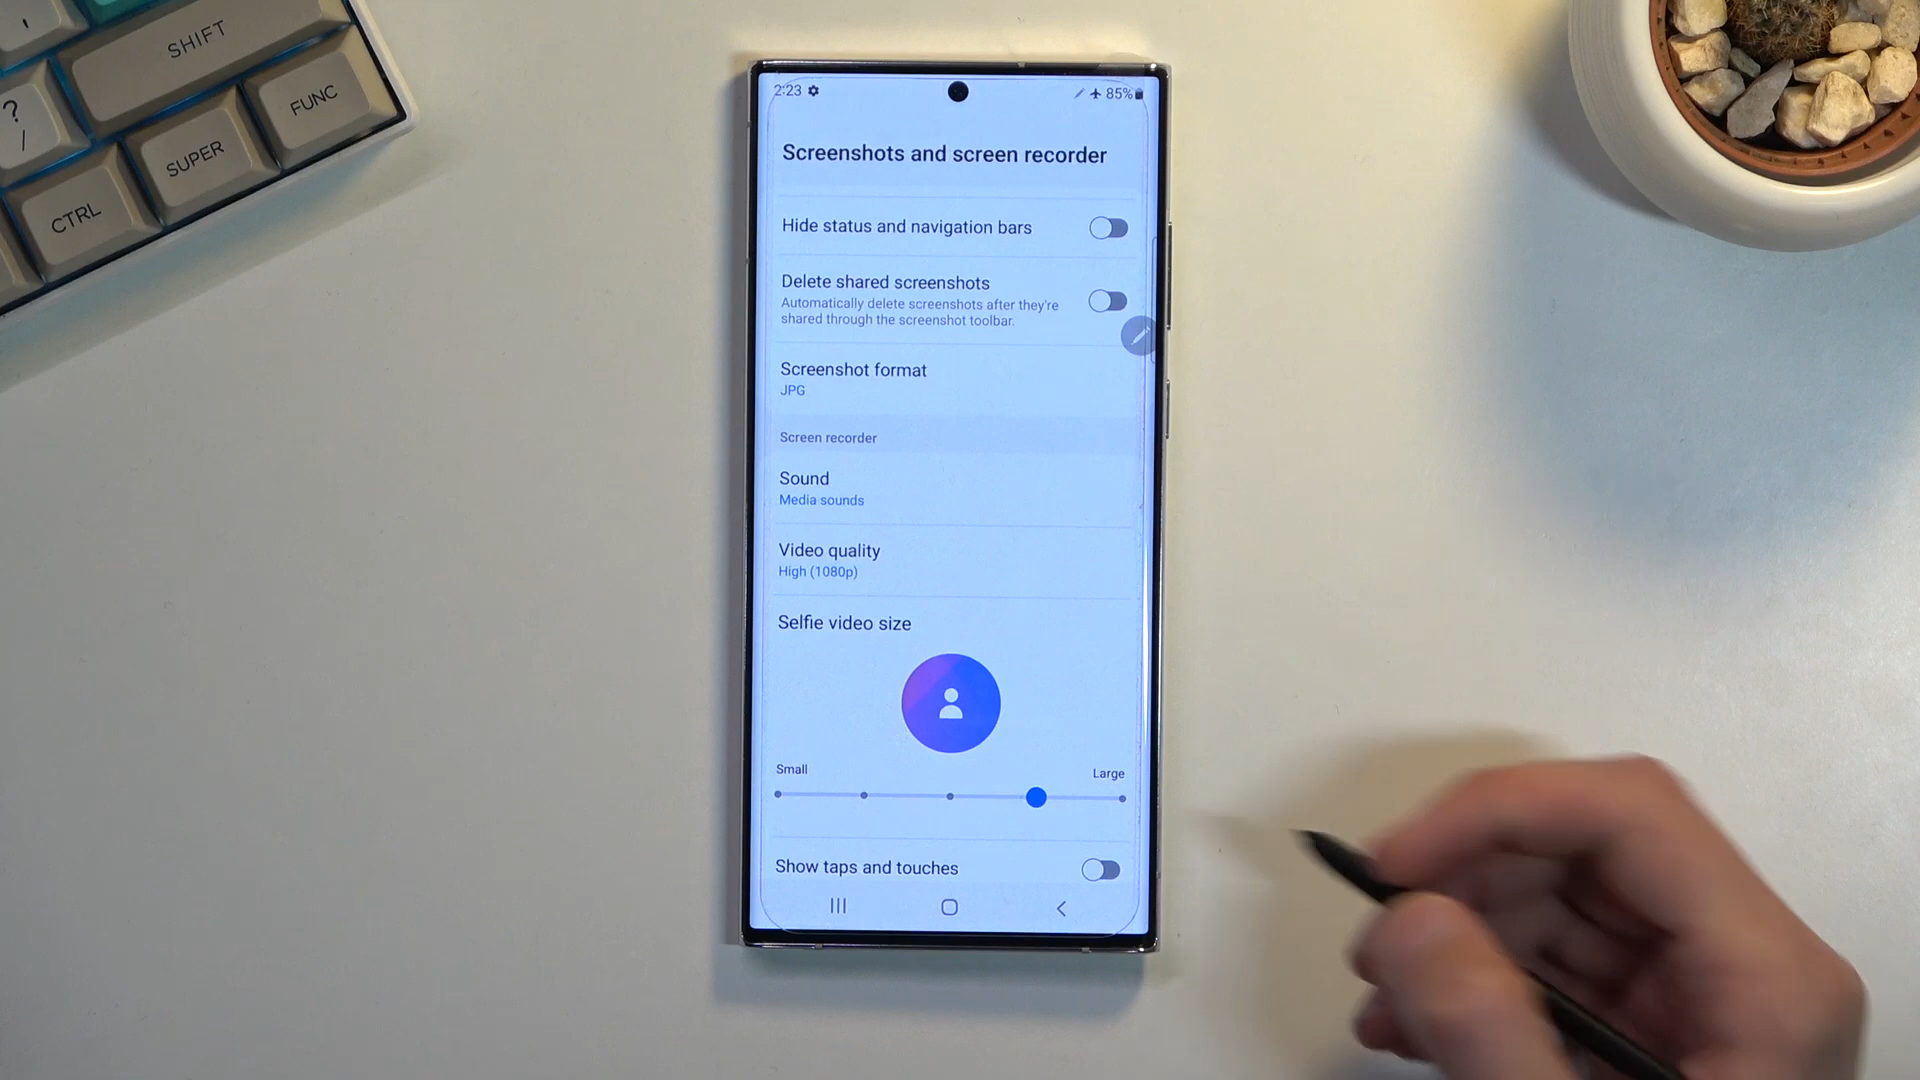 SHIFT
?
/
FUNC
SUPER
CTRL
2:23
85%
Screenshots and screen recorder
Hide status and navigation bars
Delete shared screenshots
Automatically delete screenshots after they're
shared through the screenshot toolbar.
Screenshot format
JPG
Screen recorder
Sound
Media sounds
Video quality
High (1080p)
Selfie video size
Small
Large
Show taps and touches